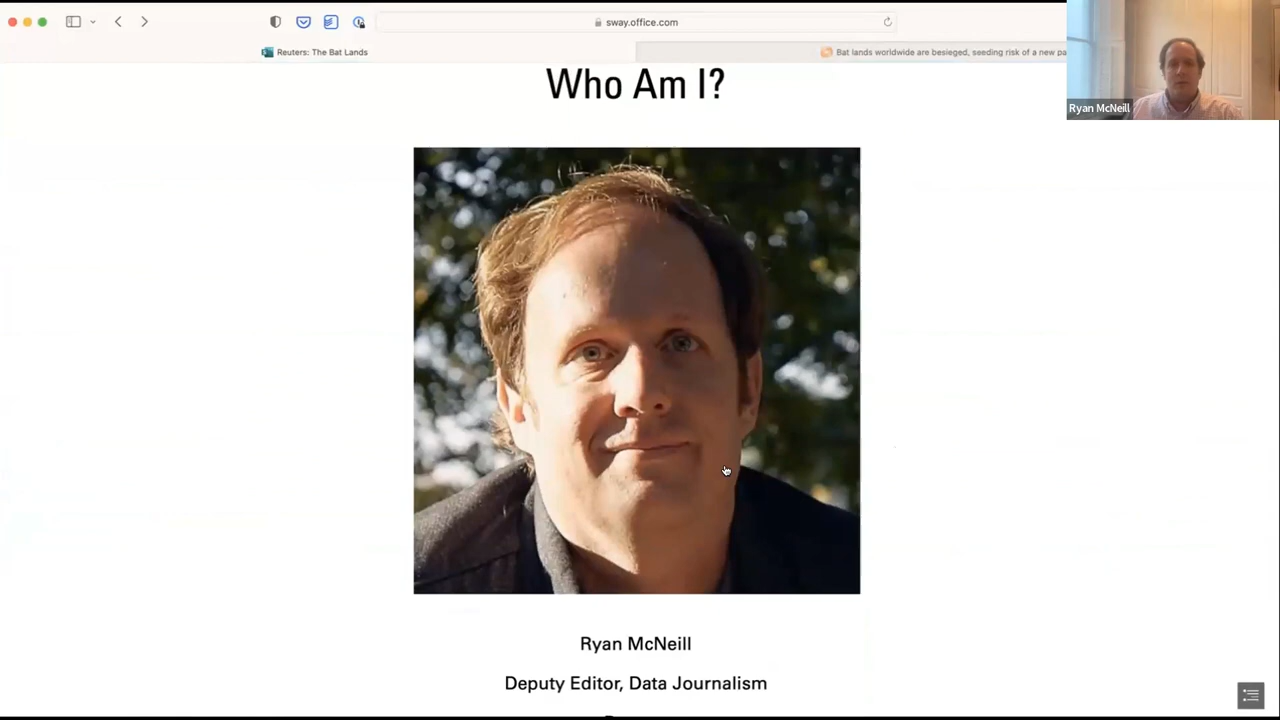 sway.office.com
Reuters: The Bat Lands
Bat lands worldwide are besieged, seeding risk of a new pa
Ryan McNeill
Who Am I?
Ryan McNeill
Deputy Editor, Data Journalism